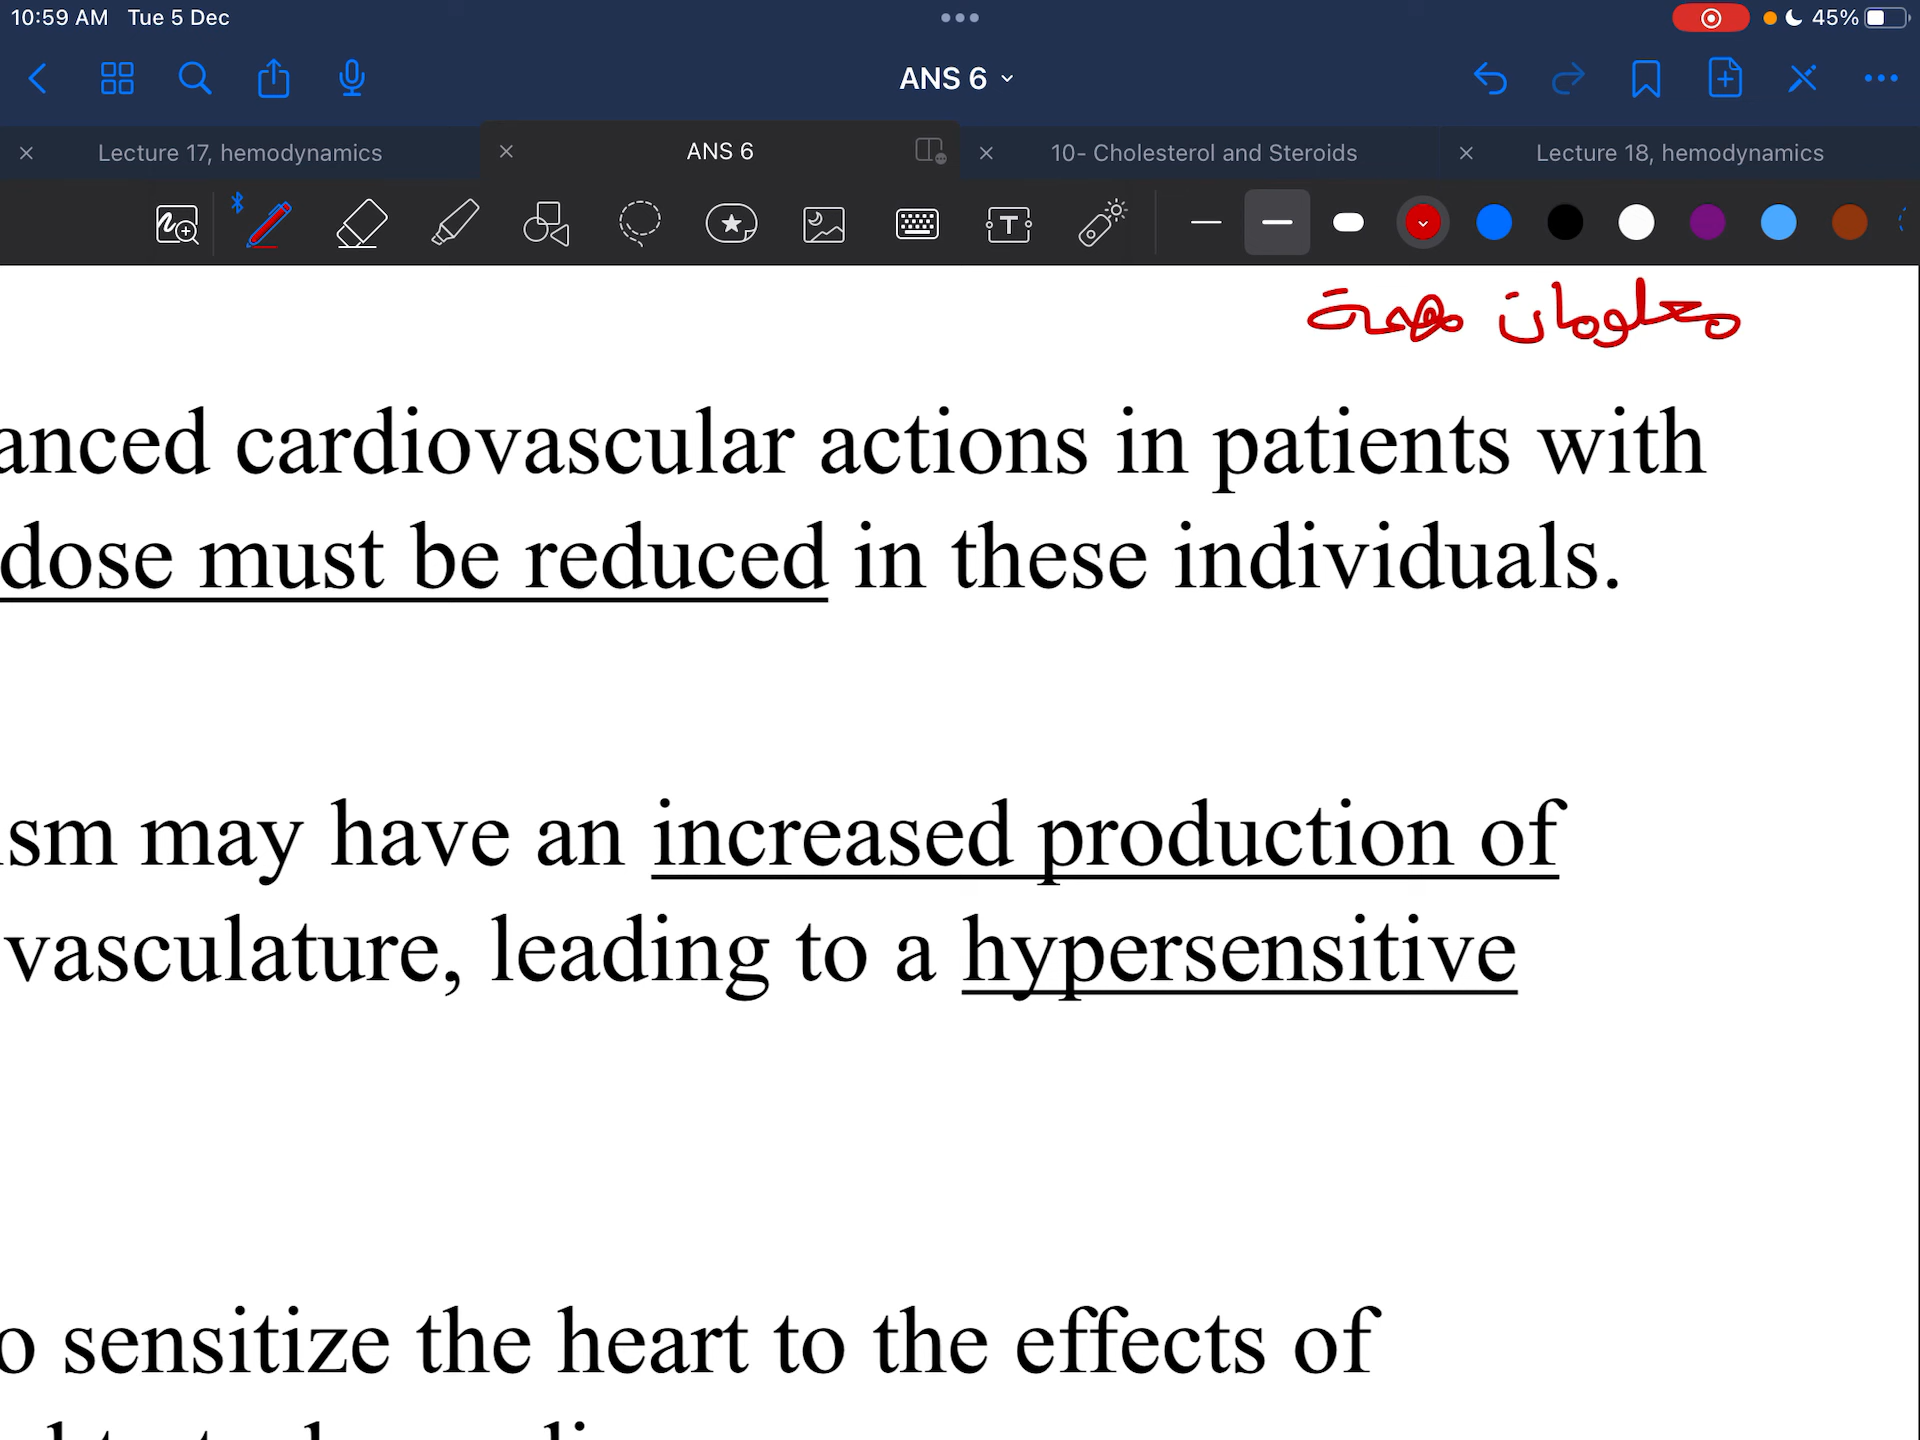 10:59 AM Tue 5 Dec
45%
ANS 6
Lecture 17, hemodynamics
ANS 6
10- Cholesterol and Steroids
Lecture 18, hemodynamics
معلومات مهمة
anced cardiovascular actions in patients with
dose must be reduced in these individuals.
ism may have an increased production of
vasculature, leading to a hypersensitive
o sensitize the heart to the effects of